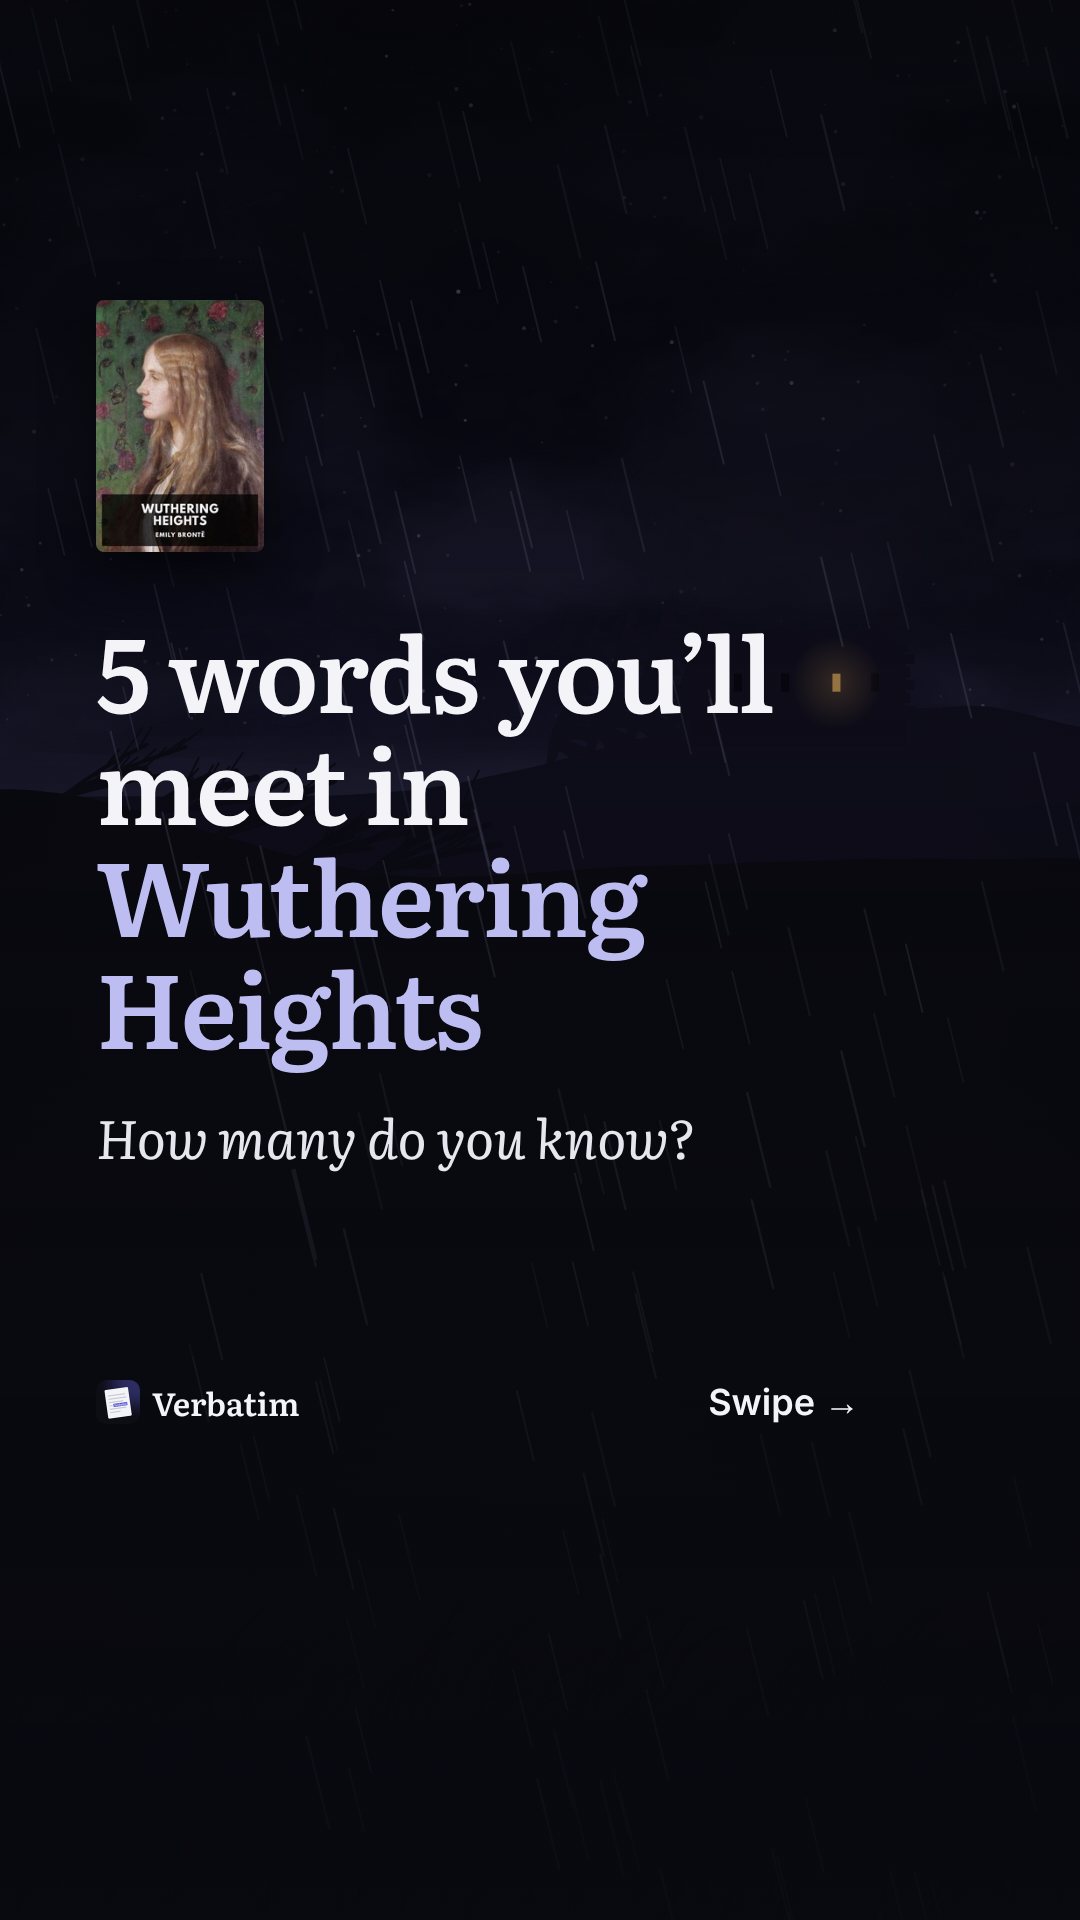 WUTHERING
HEIGHTS
EMILY BRONTË
5 words you’ll
meet in
Wuthering
Heights
How many do you know?
Verbatim
Swipe →